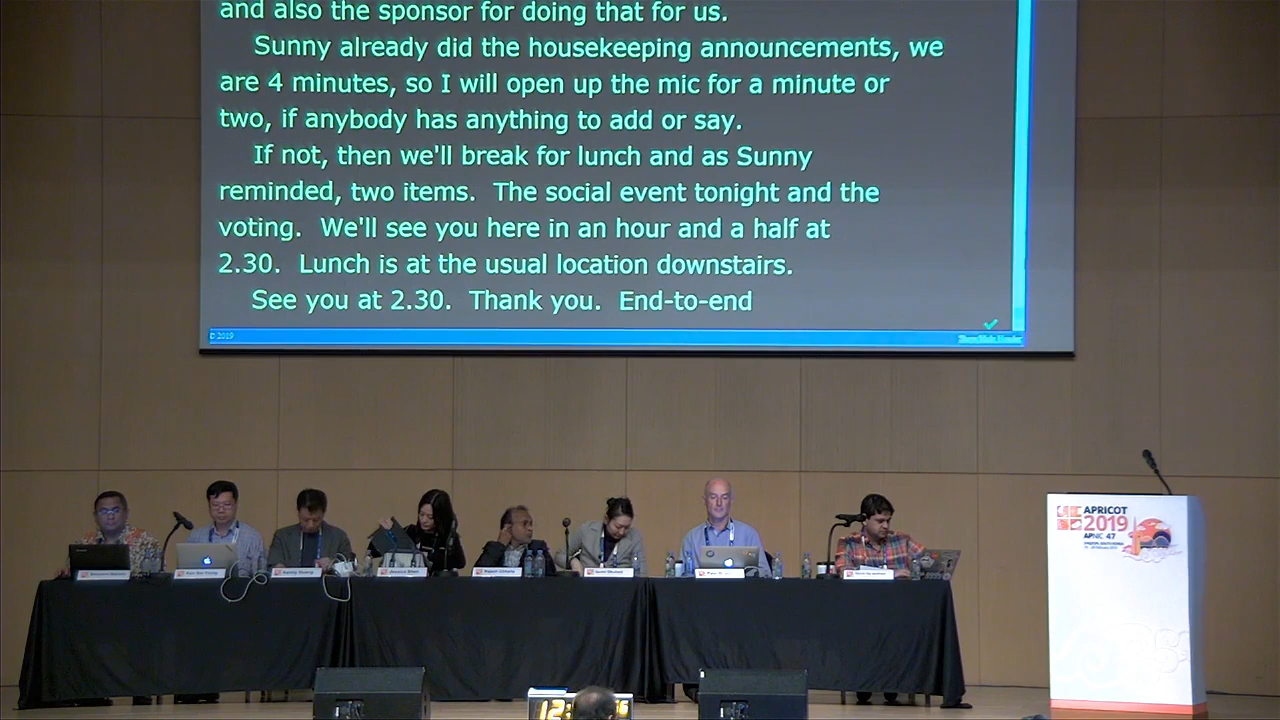 and also the sponsor for doing that for us.
Sunny already did the housekeeping announcements, we
are 4 minutes, so I will open up the mic for a minute or
two, if anybody has anything to add or say.
If not, then we'll break for lunch and as Sunny
reminded, two items. The social event tonight and the
voting. We'll see you here in an hour and a half at
2.30. Lunch is at the usual location downstairs.
See you at 2.30. Thank you. End-to-end
© 2019
APRICOT
2019
APNIC 47
12: